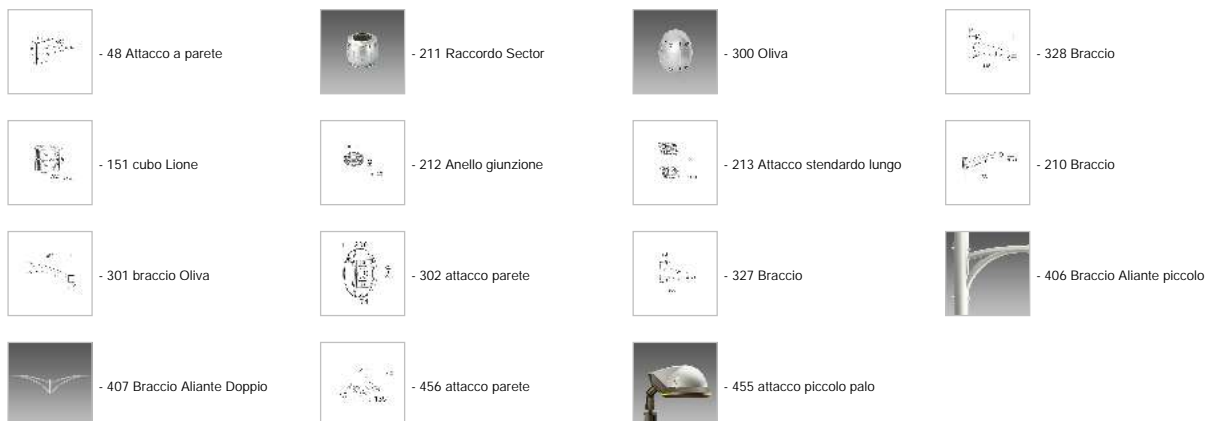 - 48 Attacco a parete
- 211 Raccordo Sector
- 300 Oliva
- 328 Braccio
- 151 cubo Lione
- 212 Anello giunzione
- 213 Attacco stendardo lungo
- 210 Braccio
- 301 braccio Oliva
- 302 attacco parete
- 327 Braccio
- 406 Braccio Aliante piccolo
- 407 Braccio Aliante Doppio
- 456 attacco parete
- 455 attacco piccolo palo